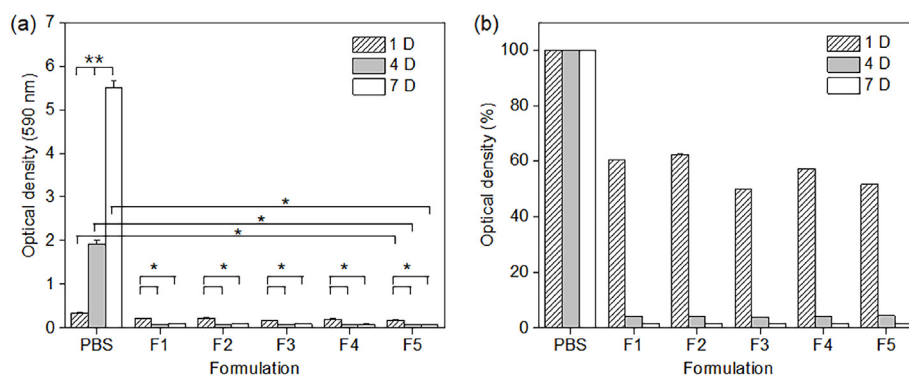 (a)
7
6
5
4
3
2
1
0
Optical density (590 nm)
**
1 D
4 D
7 D
*
*
*
*
*
*
*
*
PBS
F1
F2
F3
F4
F5
Formulation
(b)
100
80
60
40
20
0
Optical density (%)
1 D
4 D
7 D
PBS
F1
F2
F3
F4
F5
Formulation